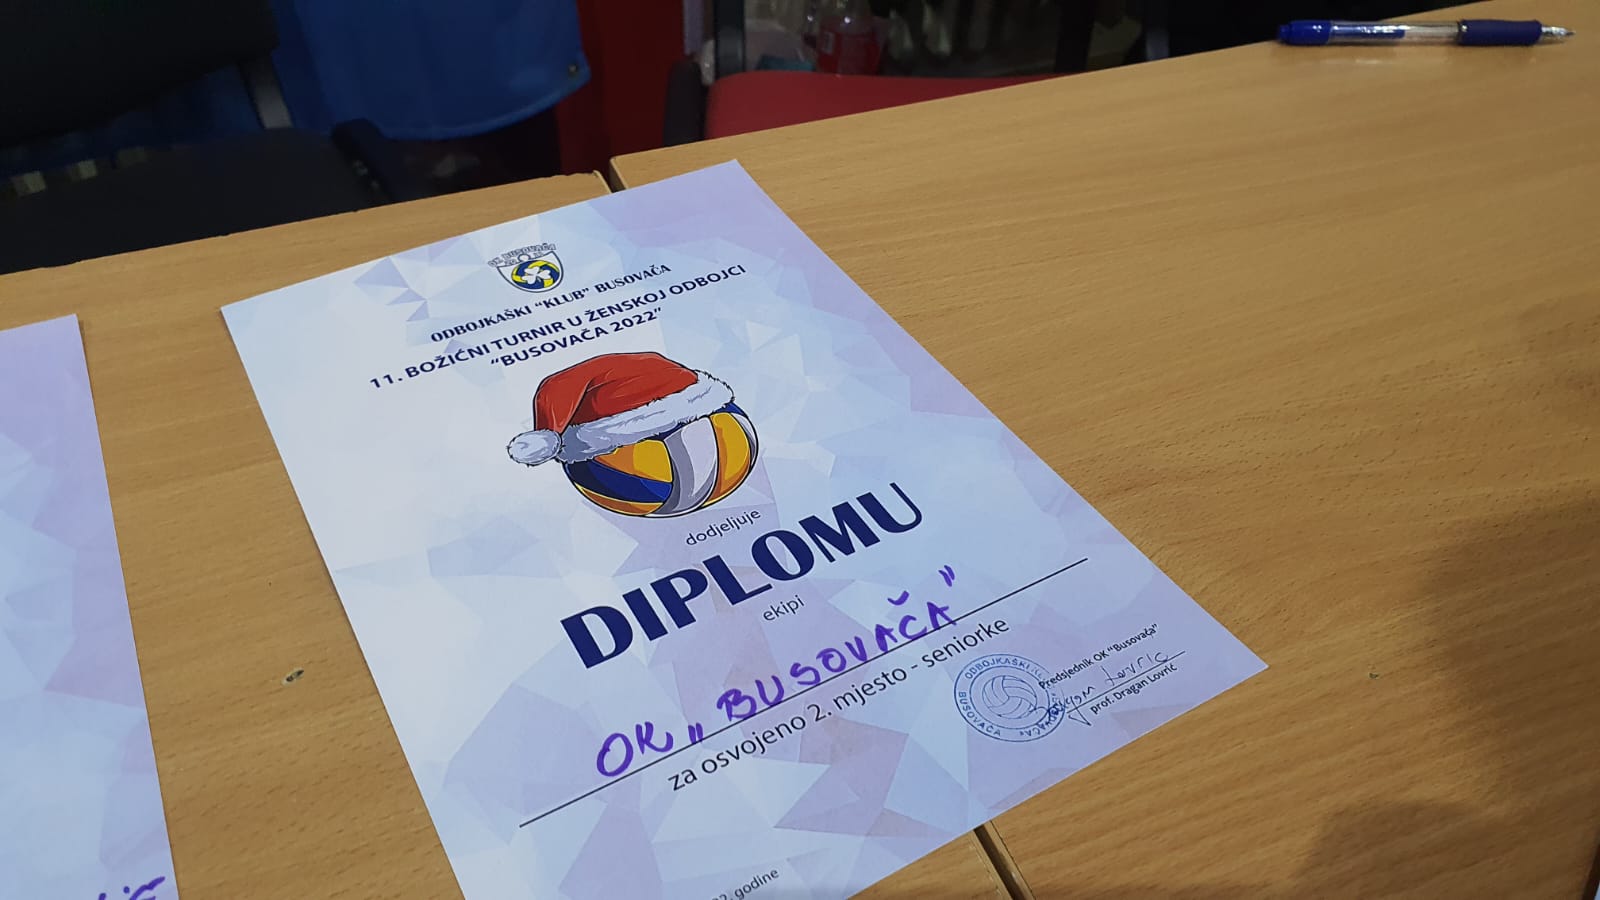 OK BUSOVAČA
ODBOJKAŠKI “KLUB” BUSOVAČA
11. BOŽIĆNI TURNIR U ŽENSKOJ ODBOJCI
“BUSOVAČA 2022”
dodjeljuje
DIPLOMU
ekipi
OK „BUSOVAČA”
za osvojeno 2. mjesto - seniorke
Predsjednik OK “Busovača”
prof. Dragan Lovrić
ODBOJKAŠKI
BUSOVAČA
godine